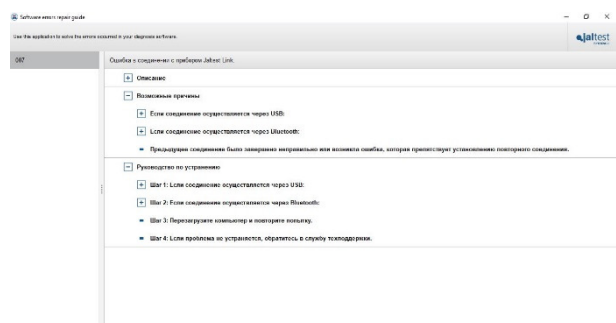 Software errors repair guide
Use this application to solve the errors occurred in your diagnosis software.
jaltest
007
Ошибка в соединении с прибором Jaltest Link
Описание
Возможные причины
Если соединение осуществляется через USB:
Если соединение осуществляется через Bluetooth:
Предыдущее соединение было завершено неправильно или возникла ошибка, которая препятствует установлению повторного соединения.
Руководство по устранению
Шаг 1: Если соединение осуществляется через USB:
Шаг 2: Если соединение осуществляется через Bluetooth:
Шаг 3: Перезагрузите компьютер и повторите попытку.
Шаг 4: Если проблема не устраняется, обратитесь в службу техподдержки.